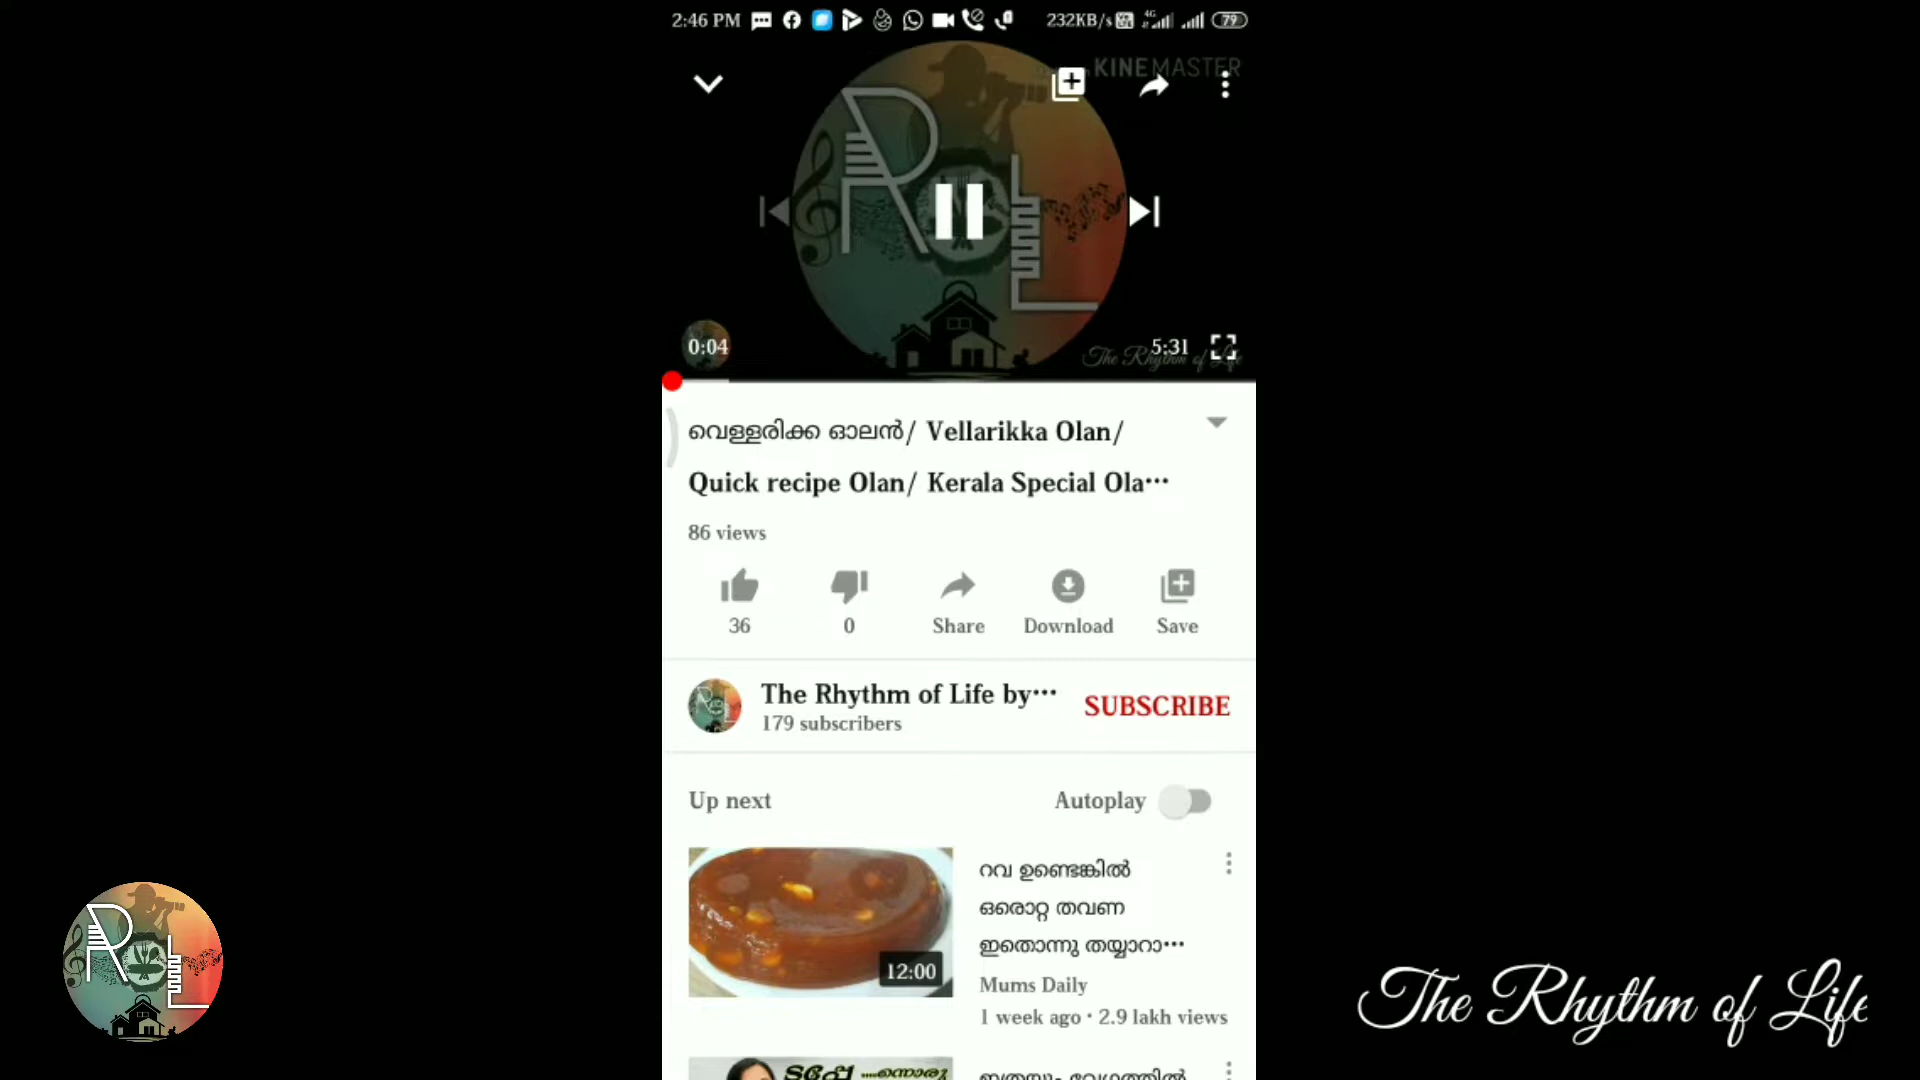 2:46 PM
232KB/s
4G
79
KINEMASTER
R
L
0:04
5:31
The Rhythm of Life
വെള്ളരിക്ക ഓലൻ/ Vellarikka Olan/
Quick recipe Olan/ Kerala Special Ola…
86 views
36
0
Share
Download
Save
The Rhythm of Life by…
179 subscribers
SUBSCRIBE
Up next
Autoplay
റവ ഉണ്ടെങ്കിൽ
ഒരൊറ്റ തവണ
ഇതൊന്നു തയ്യാറാ…
12:00
Mums Daily
1 week ago · 2.9 lakh views
R
L
The Rhythm of Life